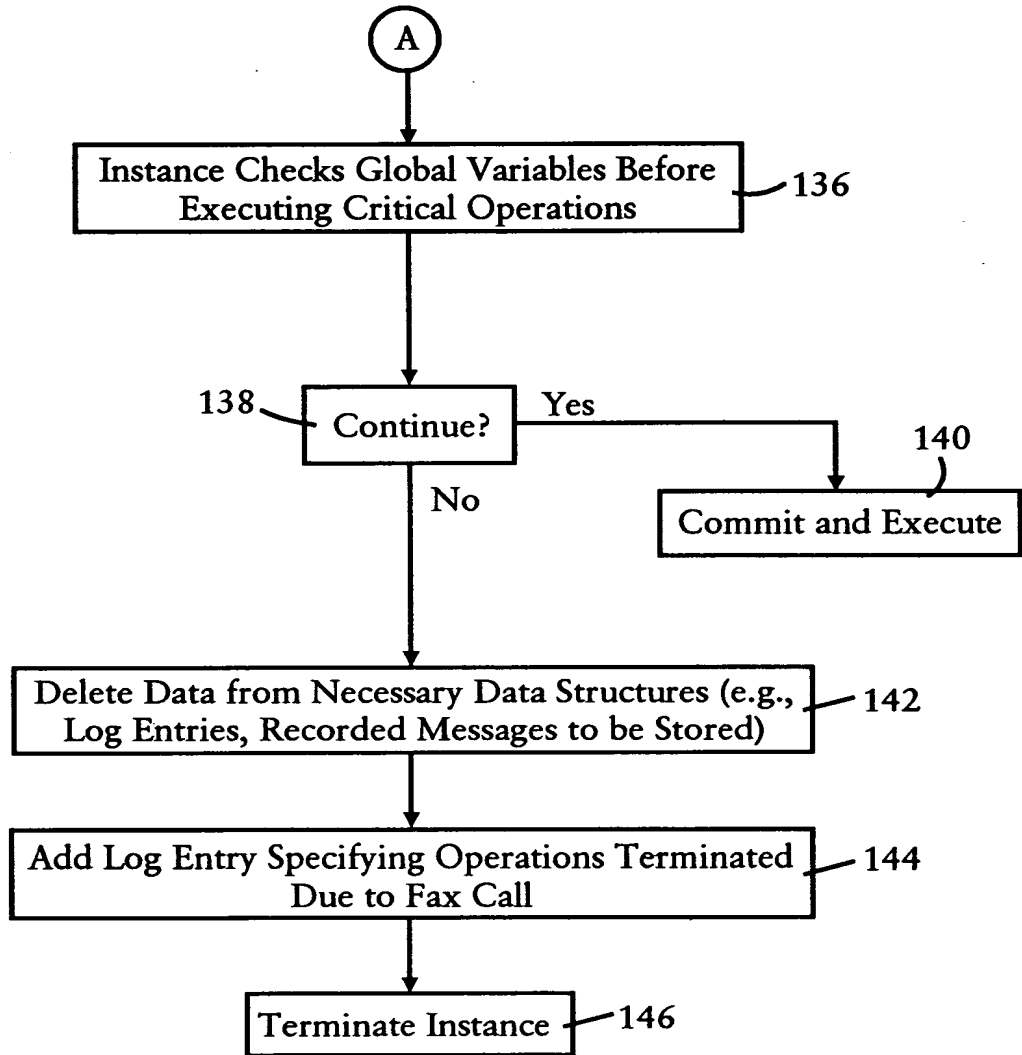 A
Instance Checks Global Variables Before
Executing Critical Operations
136
138
Continue?
Yes
140
No
Commit and Execute
Delete Data from Necessary Data Structures (e.g.,
Log Entries, Recorded Messages to be Stored)
142
Add Log Entry Specifying Operations Terminated
Due to Fax Call
144
Terminate Instance
146